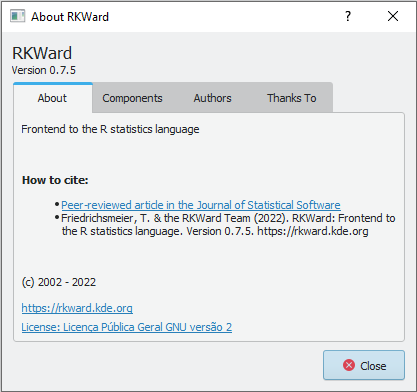 About RKWard
RKWard
Version 0.7.5
About Components Authors Thanks To
Frontend to the R statistics language
How to cite:
• Peer-reviewed article in the Journal of Statistical Software
• Friedrichsmeier, T. & the RKWard Team (2022). RKWard: Frontend to
the R statistics language. Version 0.7.5. https://rkward.kde.org
(c) 2002 - 2022
https://rkward.kde.org
License: Licença Pública Geral GNU versão 2
Close